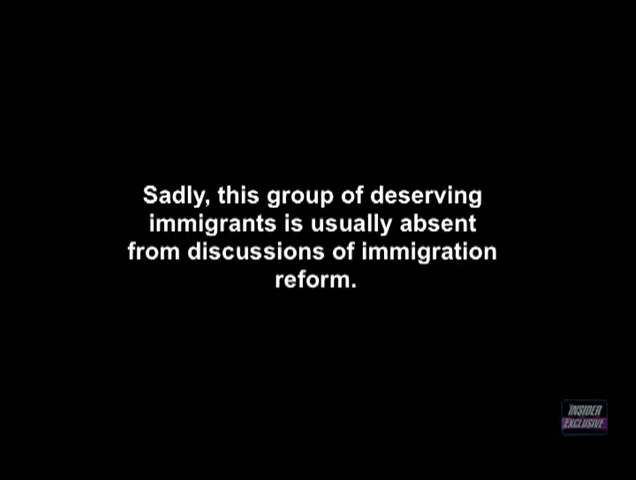 Sadly, this group of deserving
immigrants is usually absent
from discussions of immigration
reform.
INSIDER
EXCLUSIVE